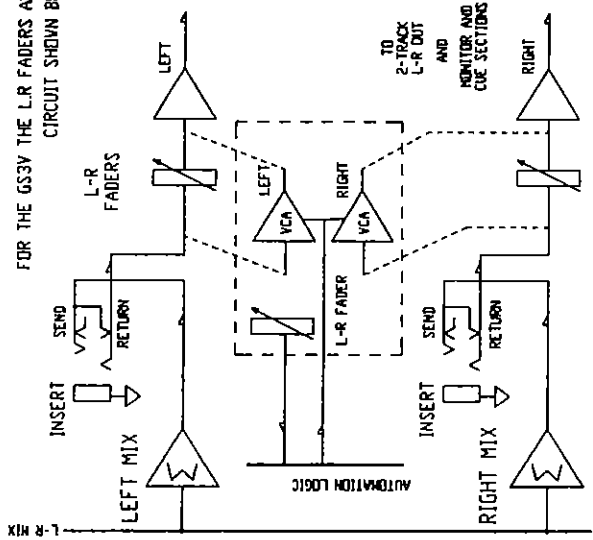 FOR THE GS3V THE L.R FADERS A
CIRCUIT SHOWN B
L-R
FADERS
LEFT
SEND
RETURN
INSERT
LEFT MIX
LEFT
VCA
RIGHT
VCA
L-R FADER
AUTOMATION LOGIC
TO
2-TRACK
L-R OUT
AND
MONITOR AND
CUE SECTIONS
RIGHT
SEND
RETURN
INSERT
RIGHT MIX
L-R MIX